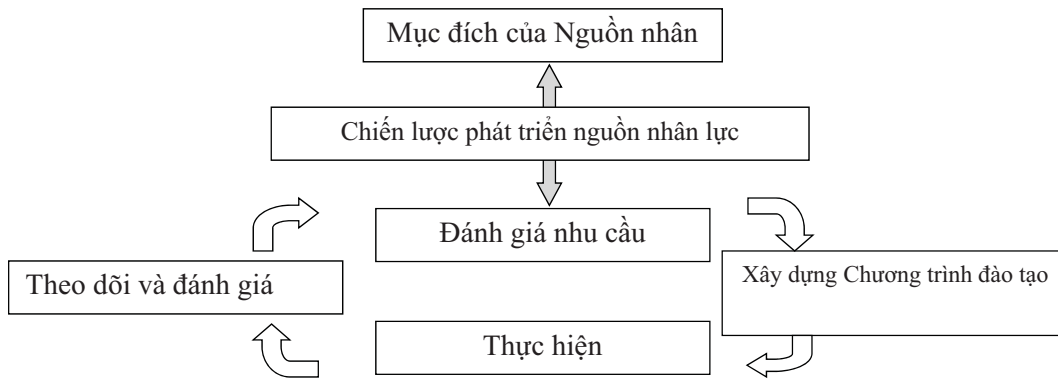 Mục đích của Nguồn nhân
Chiến lược phát triển nguồn nhân lực
Đánh giá nhu cầu
Xây dựng Chương trình đào tạo
Theo dõi và đánh giá
Thực hiện